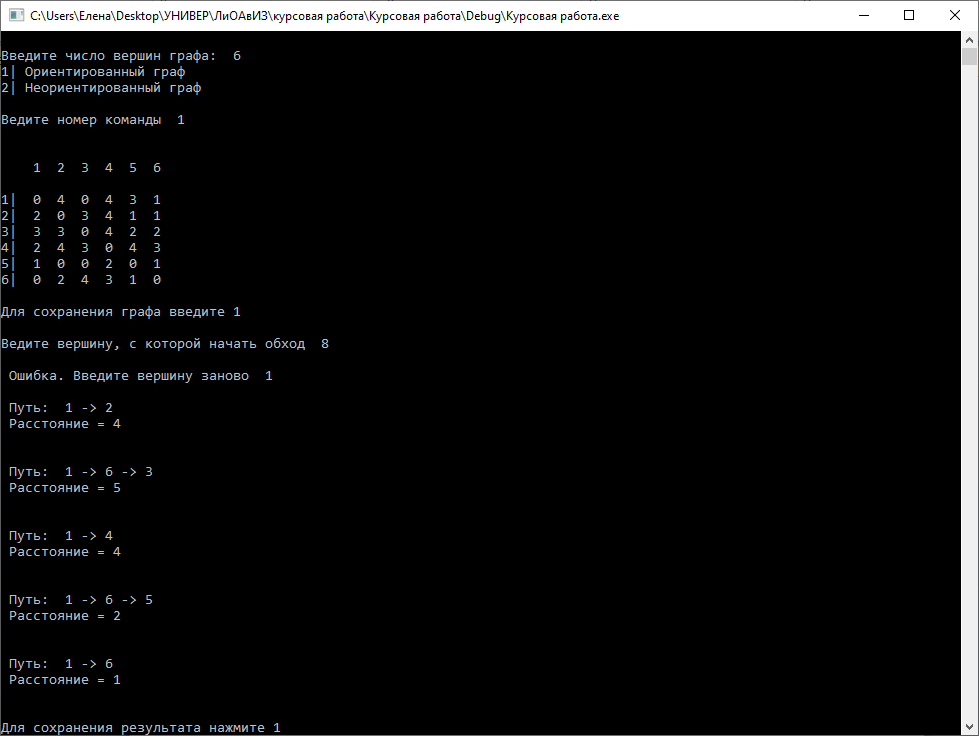 C:\Users\Елена\Desktop\УНИВЕР\ЛиОАвИЗ\курсовая работа\Курсовая работа\Debug\Курсовая работа.exe
Введите число вершин графа:  6
1| Ориентированный граф
2| Неориентированный граф
Ведите номер команды  1
    1  2  3  4  5  6
1|  0  4  0  4  3  1
2|  2  0  3  4  1  1
3|  3  3  0  4  2  2
4|  2  4  3  0  4  3
5|  1  0  0  2  0  1
6|  0  2  4  3  1  0
Для сохранения графа введите 1
Ведите вершину, с которой начать обход  8
 Ошибка. Введите вершину заново  1
 Путь:  1 -> 2
 Расстояние = 4
 Путь:  1 -> 6 -> 3
 Расстояние = 5
 Путь:  1 -> 4
 Расстояние = 4
 Путь:  1 -> 6 -> 5
 Расстояние = 2
 Путь:  1 -> 6
 Расстояние = 1
Для сохранения результата нажмите 1